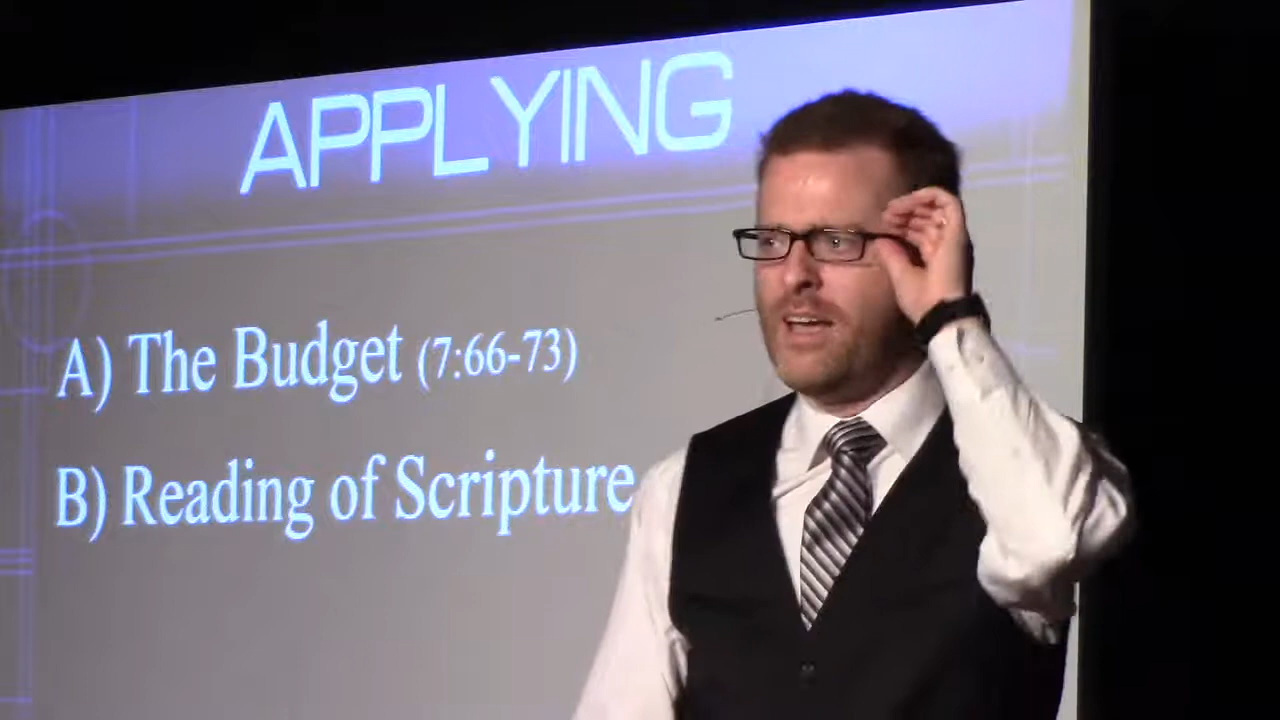 APPLYING
A) The Budget (7:66-73)
B) Reading of Scripture